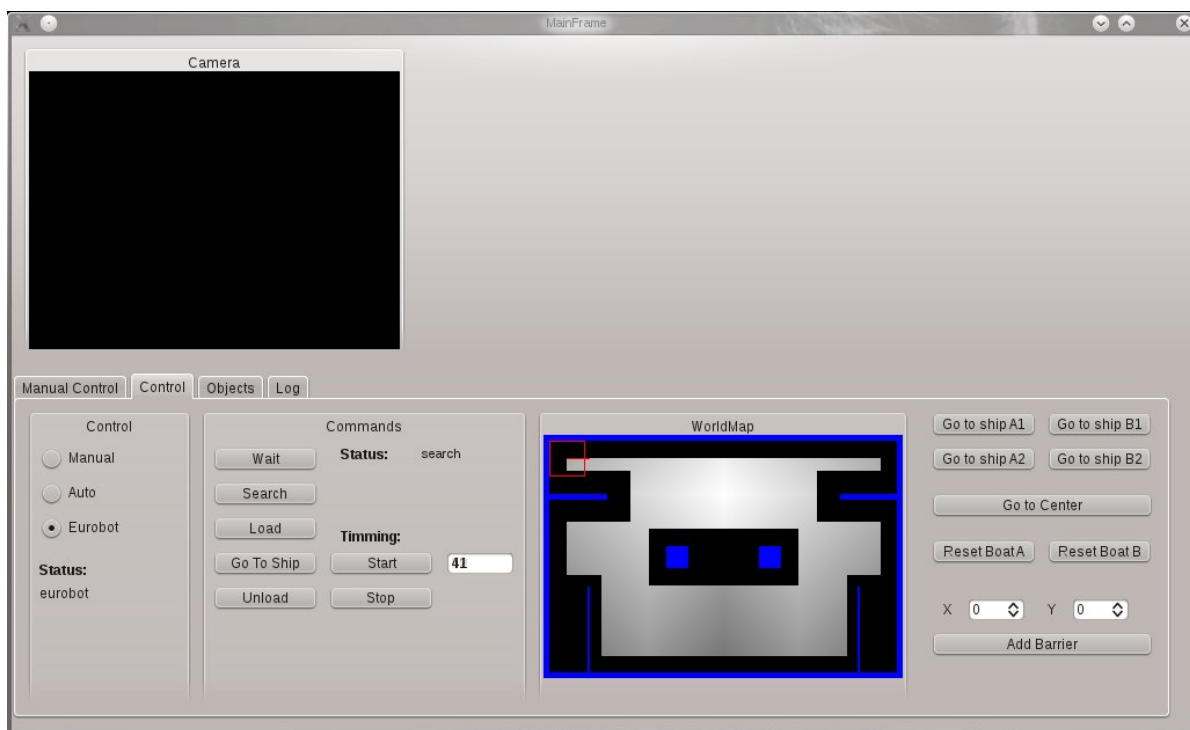 MainFrame
Camera
Manual Control Control Objects Log
Control
Manual
Auto
Eurobot
Status:
eurobot
Commands
Wait Status: search
Search
Load Timming:
Go To Ship Start 41
Unload Stop
WorldMap
Go to ship A1 Go to ship B1
Go to ship A2 Go to ship B2
Go to Center
Reset Boat A Reset Boat B
X 0 Y 0
Add Barrier